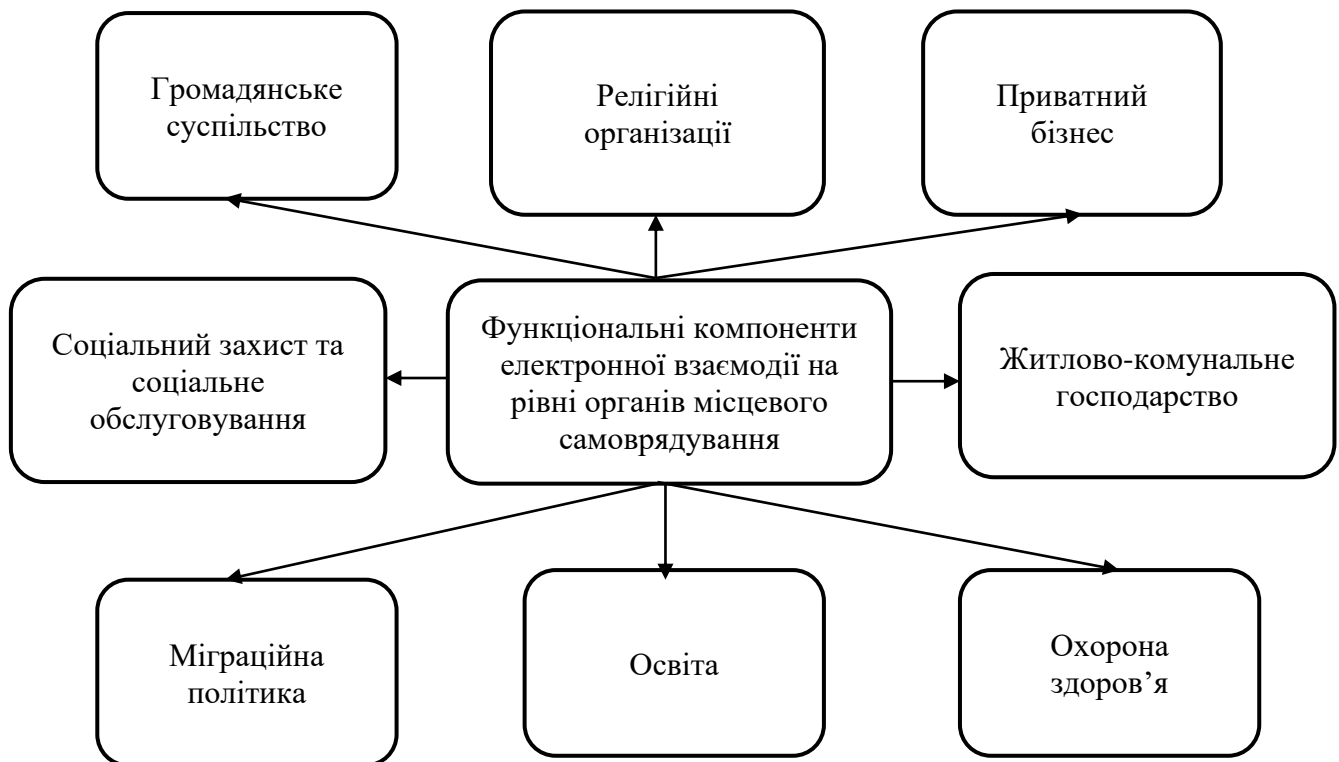 Громадянське
суспільство
Релігійні
організації
Приватний
бізнес
Соціальний захист та
соціальне
обслуговування
Функціональні компоненти
електронної взаємодії на
рівні органів місцевого
самоврядування
Житлово-комунальне
господарство
Міграційна
політика
Освіта
Охорона
здоров’я